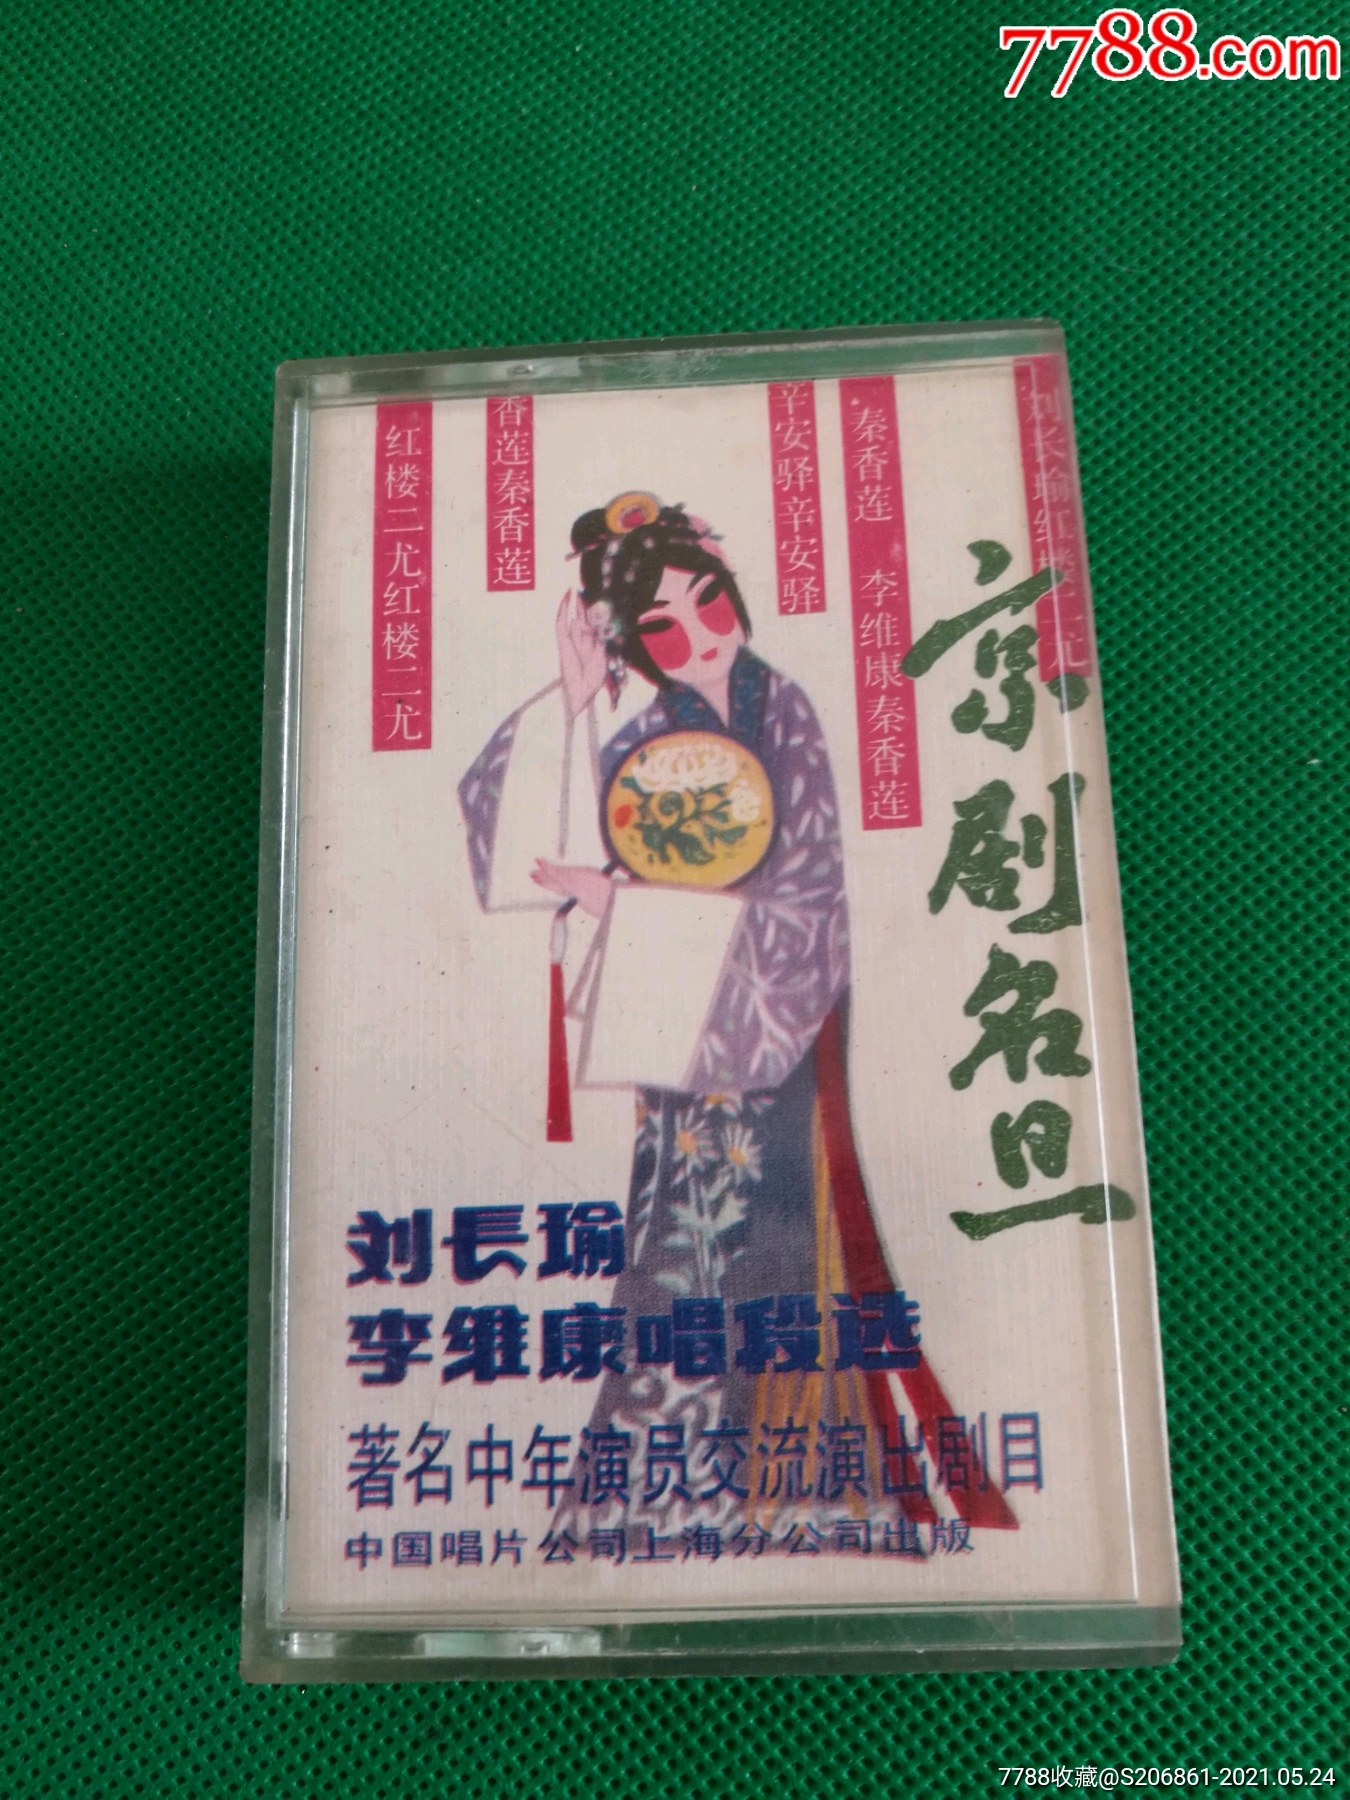 7788.com
刘长瑜红楼二尤
秦香莲 李维康秦香莲
辛安驿辛安驿
香莲秦香莲
红楼二尤红楼二尤
京剧名旦
刘長瑜
李维康唱段选
著名中年演员交流演出剧目
中国唱片公司上海分公司出版
7788收藏@S206861-2021.05.24